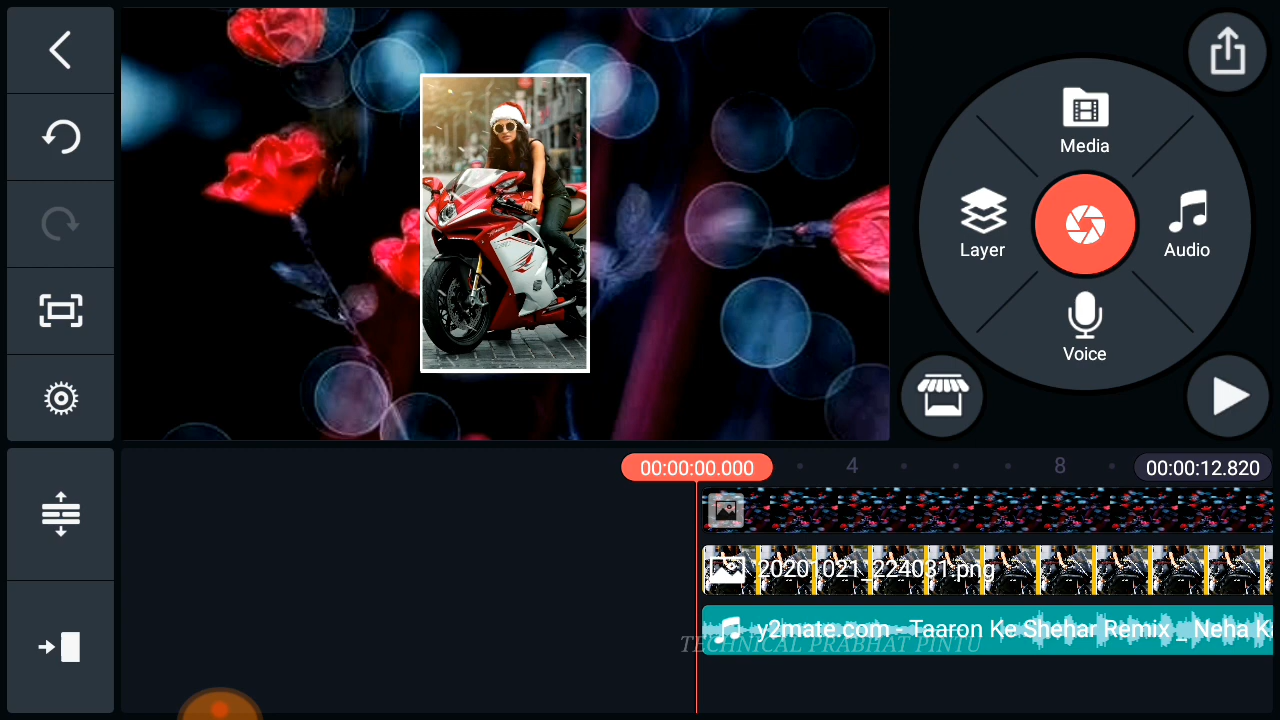 Media
Layer
Audio
Voice
00:00:00.000
4
8
00:00:12.820
20201021_224031.png
y2mate.com - Taaron Ke Shehar Remix _ Neha K
TECHNICAL PRABHAT PINTU